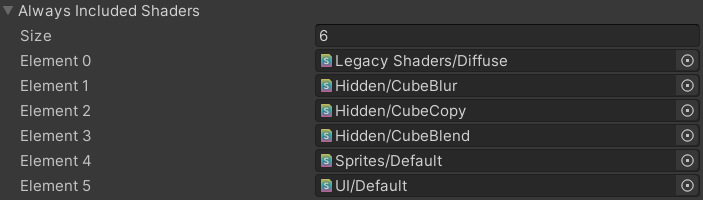 Always Included Shaders
Size 6
Element 0 Legacy Shaders/Diffuse
Element 1 Hidden/CubeBlur
Element 2 Hidden/CubeCopy
Element 3 Hidden/CubeBlend
Element 4 Sprites/Default
Element 5 UI/Default